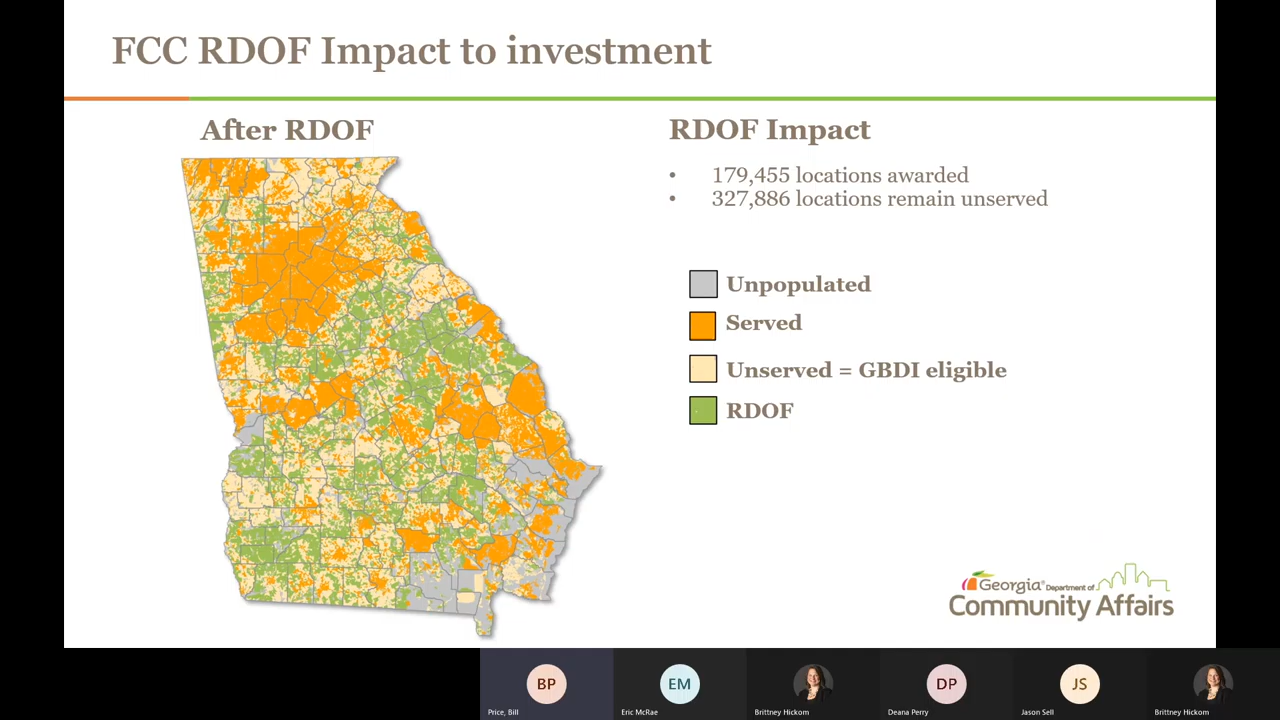 FCC RDOF Impact to investment
After RDOF
RDOF Impact
• 179,455 locations awarded
• 327,886 locations remain unserved
Unpopulated
Served
Unserved = GBDI eligible
RDOF
Georgia® Department of
Community Affairs
BP
EM
DP
JS
Price, Bill
Eric McRae
Brittney Hickom
Deana Perry
Jason Sell
Brittney Hickom